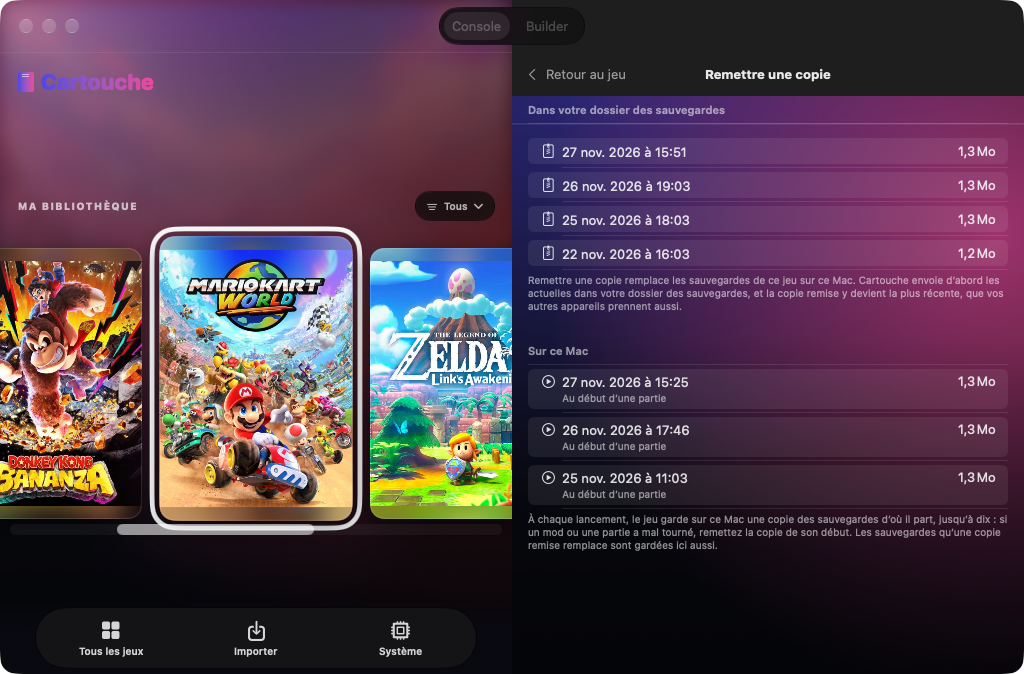 Console
Builder
Cartouche
MA BIBLIOTHÈQUE
Tous
DONKEY KONG
BANANZA
MARIOKART
WORLD
THE LEGEND OF
ZELDA
Link's Awakeni
Tous les jeux
Importer
Système
Retour au jeu
Remettre une copie
Dans votre dossier des sauvegardes
27 nov. 2026 à 15:51
1,3 Mo
26 nov. 2026 à 19:03
1,3 Mo
25 nov. 2026 à 18:03
1,3 Mo
22 nov. 2026 à 16:03
1,2 Mo
Remettre une copie remplace les sauvegardes de ce jeu sur ce Mac. Cartouche envoie d'abord les
actuelles dans votre dossier des sauvegardes, et la copie remise y devient la plus récente, que vos
autres appareils prennent aussi.
Sur ce Mac
27 nov. 2026 à 15:25
1,3 Mo
Au début d'une partie
26 nov. 2026 à 17:46
1,3 Mo
Au début d'une partie
25 nov. 2026 à 11:03
1,3 Mo
Au début d'une partie
À chaque lancement, le jeu garde sur ce Mac une copie des sauvegardes d'où il part, jusqu'à dix : si
un mod ou une partie a mal tourné, remettez la copie de son début. Les sauvegardes qu'une copie
remise remplace sont gardées ici aussi.